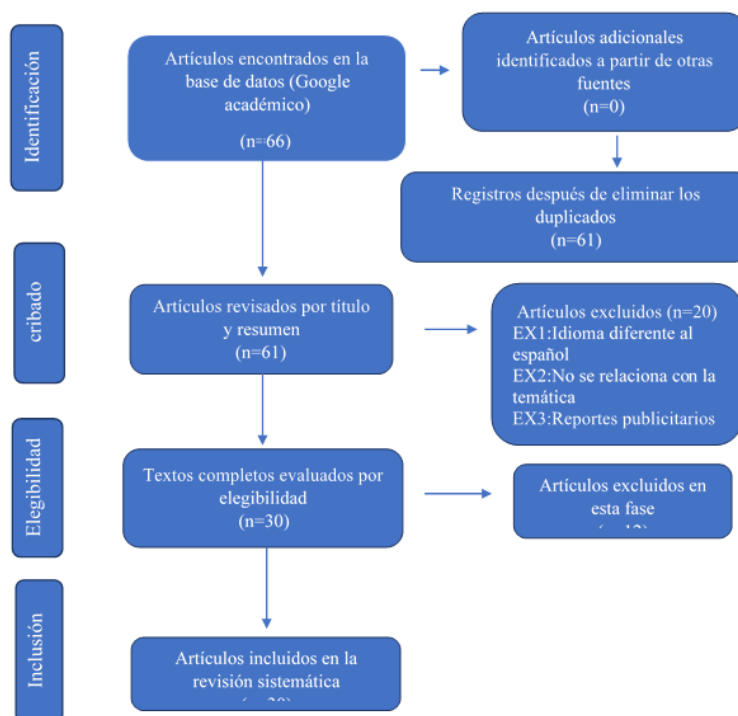 Identificación
Artículos encontrados en la
base de datos (Google
académico)
(n=66)
Artículos adicionales
identificados a partir de otras
fuentes
(n=0)
Registros después de eliminar los
duplicados
(n=61)
cribado
Artículos revisados por título
y resumen
(n=61)
Artículos excluidos (n=20)
EX1:Idioma diferente al
español
EX2:No se relaciona con la
temática
EX3:Reportes publicitarios
Elegibilidad
Textos completos evaluados por
elegibilidad
(n=30)
Artículos excluidos en
esta fase
Inclusión
Artículos incluidos en la
revisión sistemática